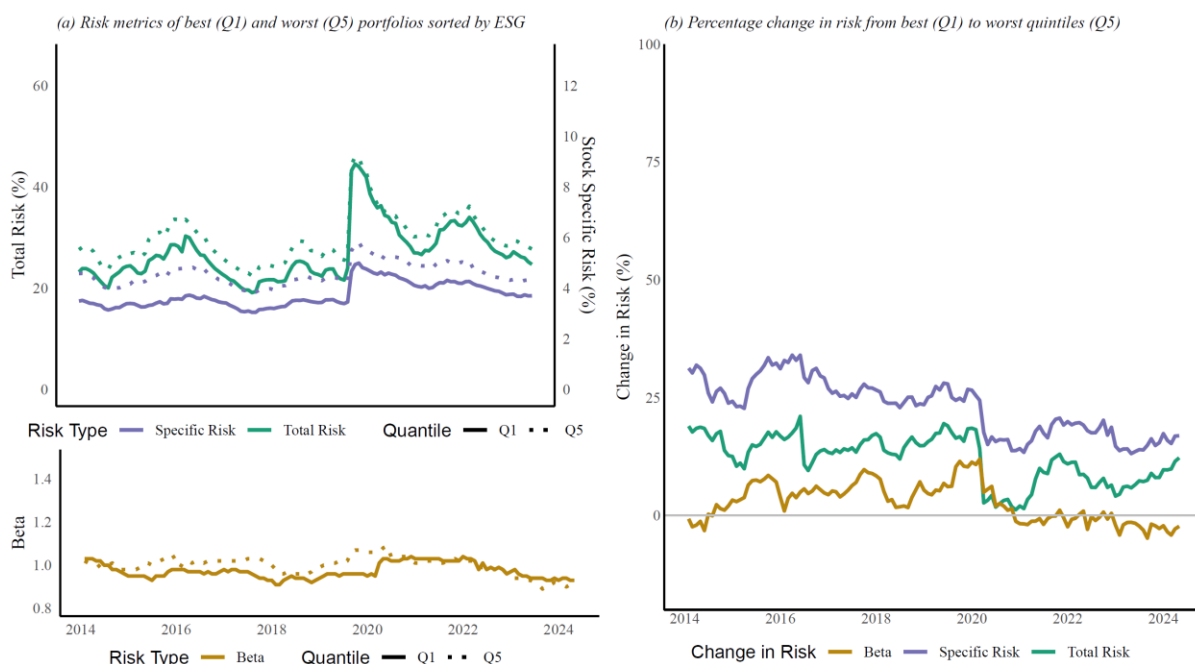 (a) Risk metrics of best (Q1) and worst (Q5) portfolios sorted by ESG
60
40
20
0
Total Risk (%)
12
10
8
6
4
2
0
Stock Specific Risk (%)
Risk Type Specific Risk Total Risk Quantile Q1 Q5
1.4
1.2
1.0
0.8
Beta
2014 2016 2018 2020 2022 2024
Risk Type Beta Quantile Q1 Q5
(b) Percentage change in risk from best (Q1) to worst quintiles (Q5)
100
75
50
25
0
Change in Risk (%)
2014 2016 2018 2020 2022 2024
Change in Risk Beta Specific Risk Total Risk